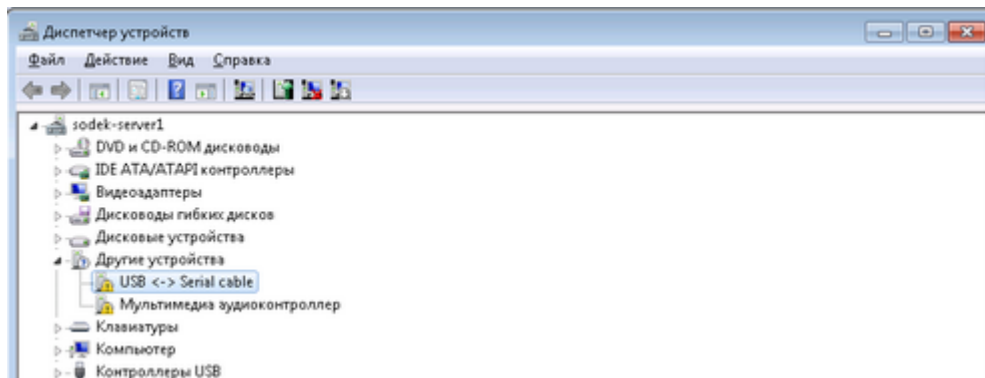 Диспетчер устройств
Файл Действие Вид Справка
sodek-server1
DVD и CD-ROM дисководы
IDE ATA/ATAPI контроллеры
Видеоадаптеры
Дисководы гибких дисков
Дисковые устройства
Другие устройства
USB <-> Serial cable
Мультимедиа аудиоконтроллер
Клавиатуры
Компьютер
Контроллеры USB